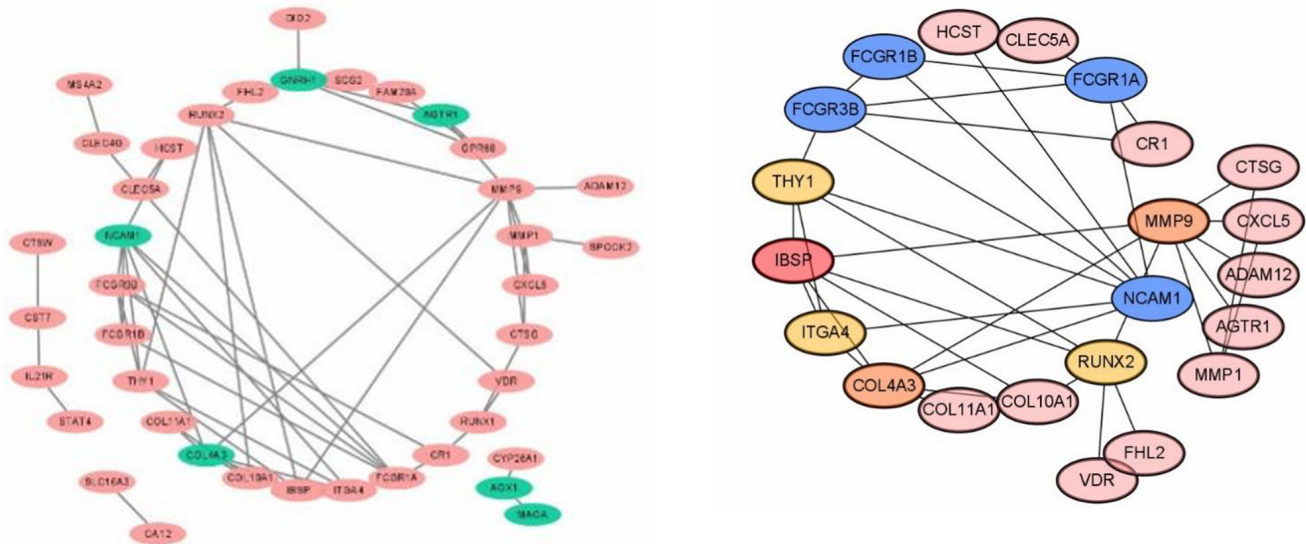 DIO2
GNRH1
SCG2
FHL2
FAM20A
MS4A2
RUNX2
AGTR1
CLEC4G
HCST
GPR88
CLEC5A
MMP9
ADAM12
NCAM1
MMP1
SPOCK2
CTSW
FCGR3B
CXCL5
CST7
FCGR1B
CTSG
IL21R
THY1
VDR
STAT4
COL11A1
RUNX1
COL4A3
CR1
CYP26A1
SLC16A3
COL10A1
IBSP
ITGA4
FCGR1A
AOX1
MAOA
CA12
HCST
CLEC5A
FCGR1B
FCGR1A
FCGR3B
CR1
CTSG
THY1
MMP9
CXCL5
IBSP
ADAM12
NCAM1
AGTR1
ITGA4
RUNX2
MMP1
COL4A3
COL11A1
COL10A1
FHL2
VDR